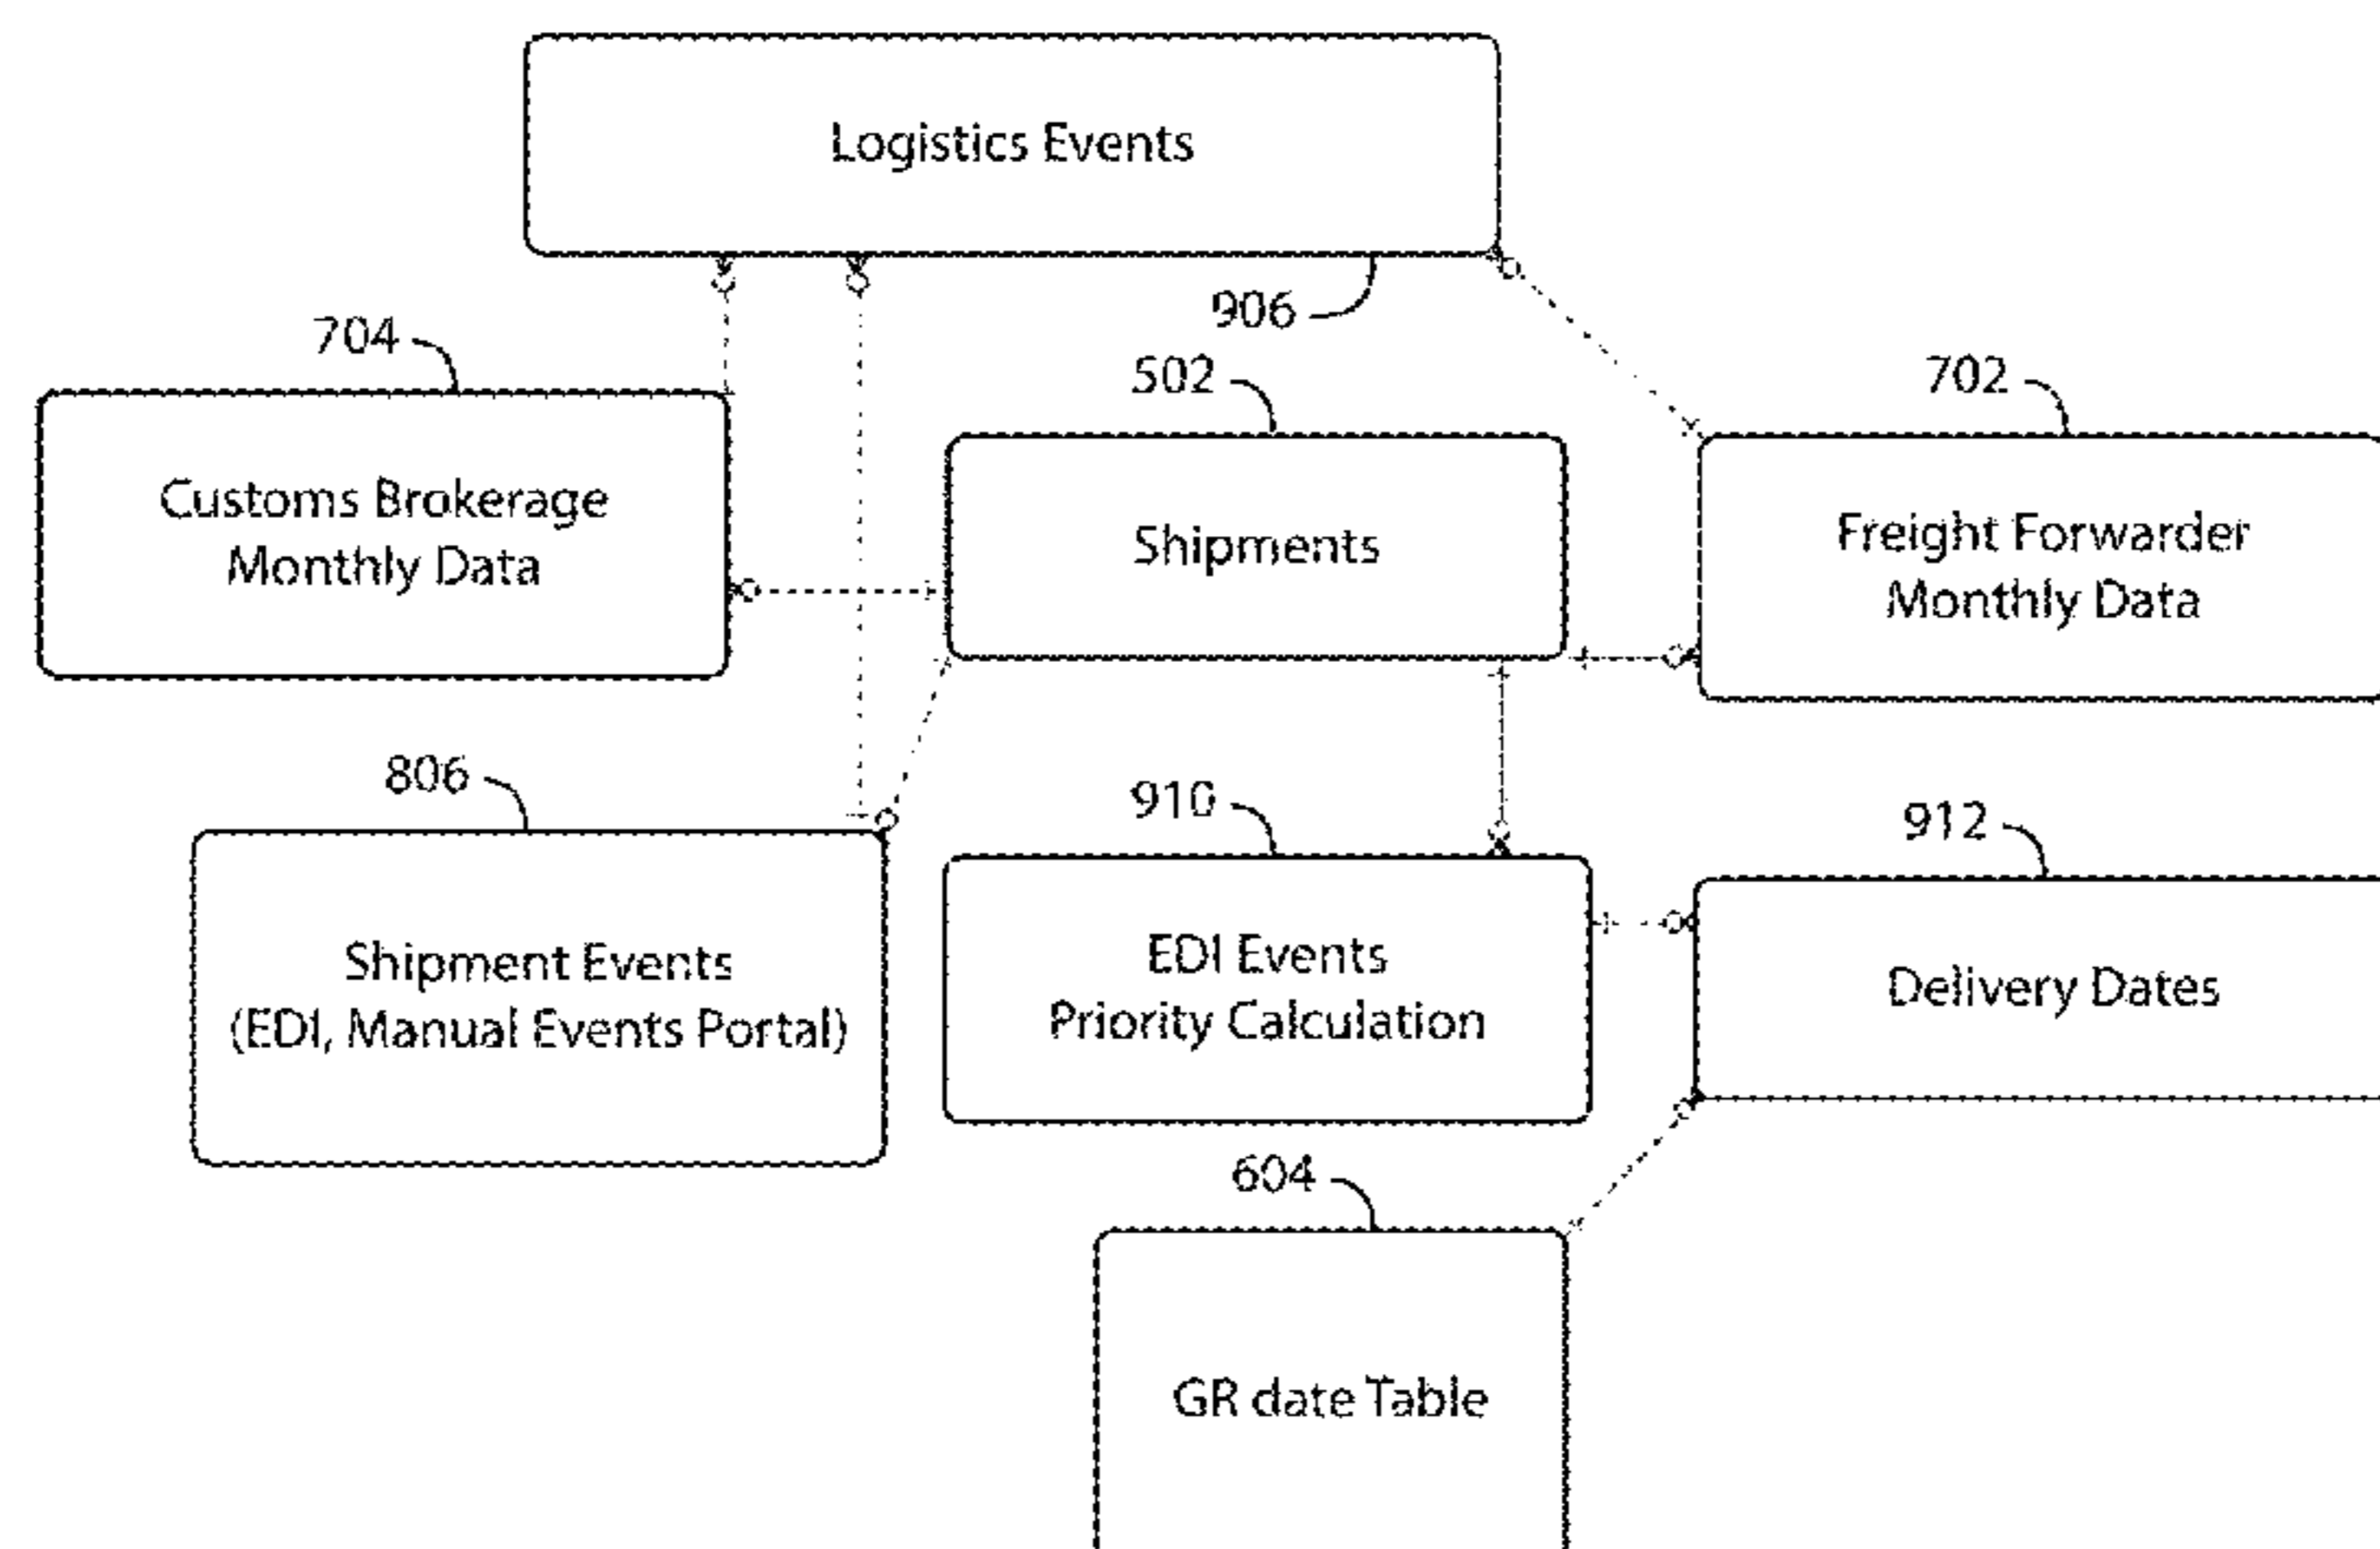 Logistics Events
906
704
502
702
Customs Brokerage
Monthly Data
Shipments
Freight Forwarder
Monthly Data
806
910
912
Shipment Events
(EDI, Manual Events Portal)
EDI Events
Priority Calculation
Delivery Dates
604
GR date Table